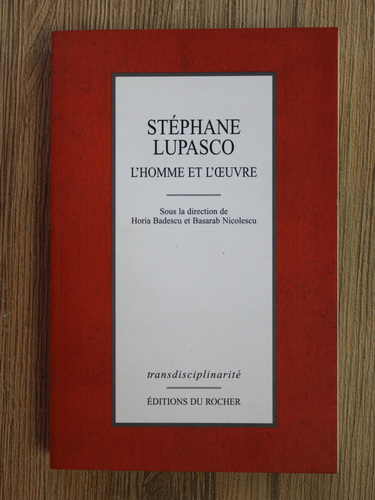 STÉPHANE
LUPASCO
L'HOMME ET L'ŒUVRE
Sous la direction de
Horia Badescu et Basarab Nicolescu
transdisciplinarité
ÉDITIONS DU ROCHER